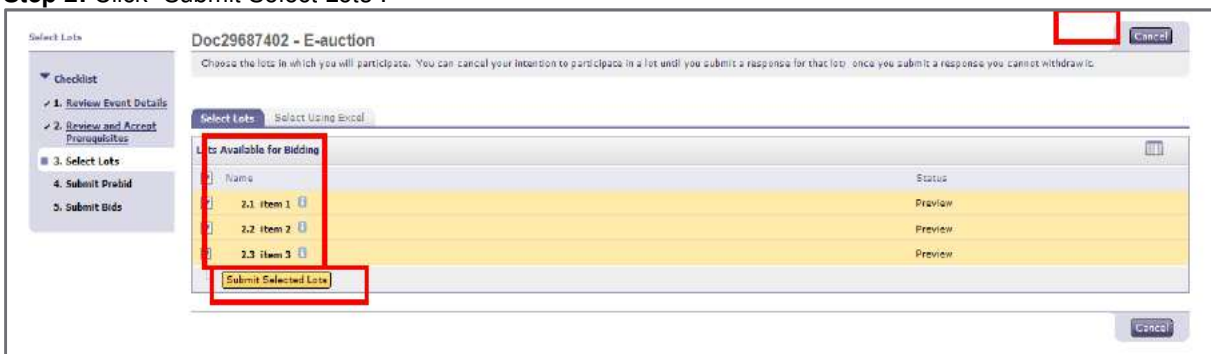 Step 2: Click "Submit Select Lots".
Select Lots
Doc29687402 - E-auction
Cancel
Choose the lots in which you will participate. You can cancel your intention to participate in a lot until you submit a response for that lot; once you submit a response you cannot withdraw it.
Checklist
1. Review Event Details
2. Review and Accept
Prerequisites
3. Select Lots
4. Submit Prebid
5. Submit Bids
Select Lots Select Using Excel
Lots Available for Bidding
Name Status
2.1 item 1 Preview
2.2 item 2 Preview
2.3 item 3 Preview
Submit Selected Lots
Cancel